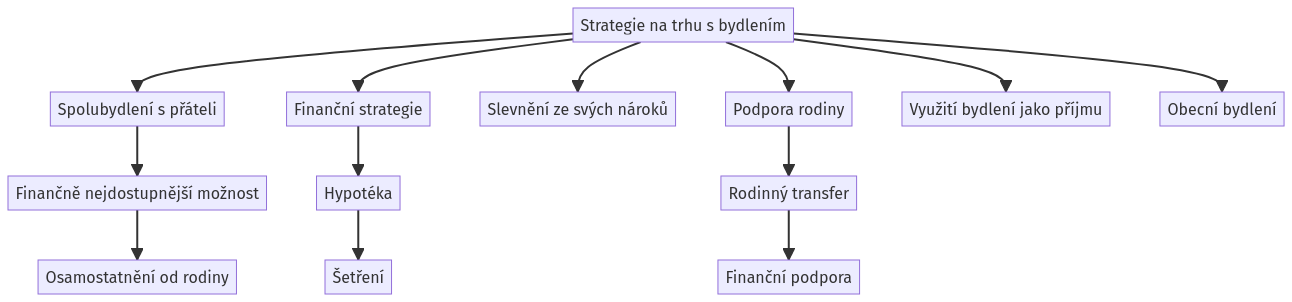 Strategie na trhu s bydlením
Spolubydlení s přáteli
Finanční strategie
Slevnění ze svých nároků
Podpora rodiny
Využití bydlení jako příjmu
Obecní bydlení
Finančně nejdostupnější možnost
Hypotéka
Rodinný transfer
Osamostatnění od rodiny
Šetření
Finanční podpora